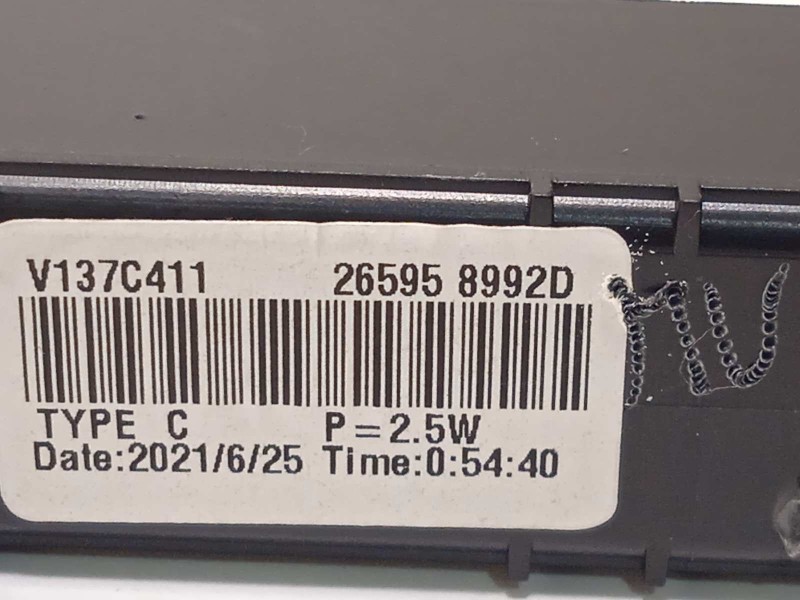 V137C411 26595 8992D
TYPE C P=2.5W
Date:2021/6/25 Time:0:54:40